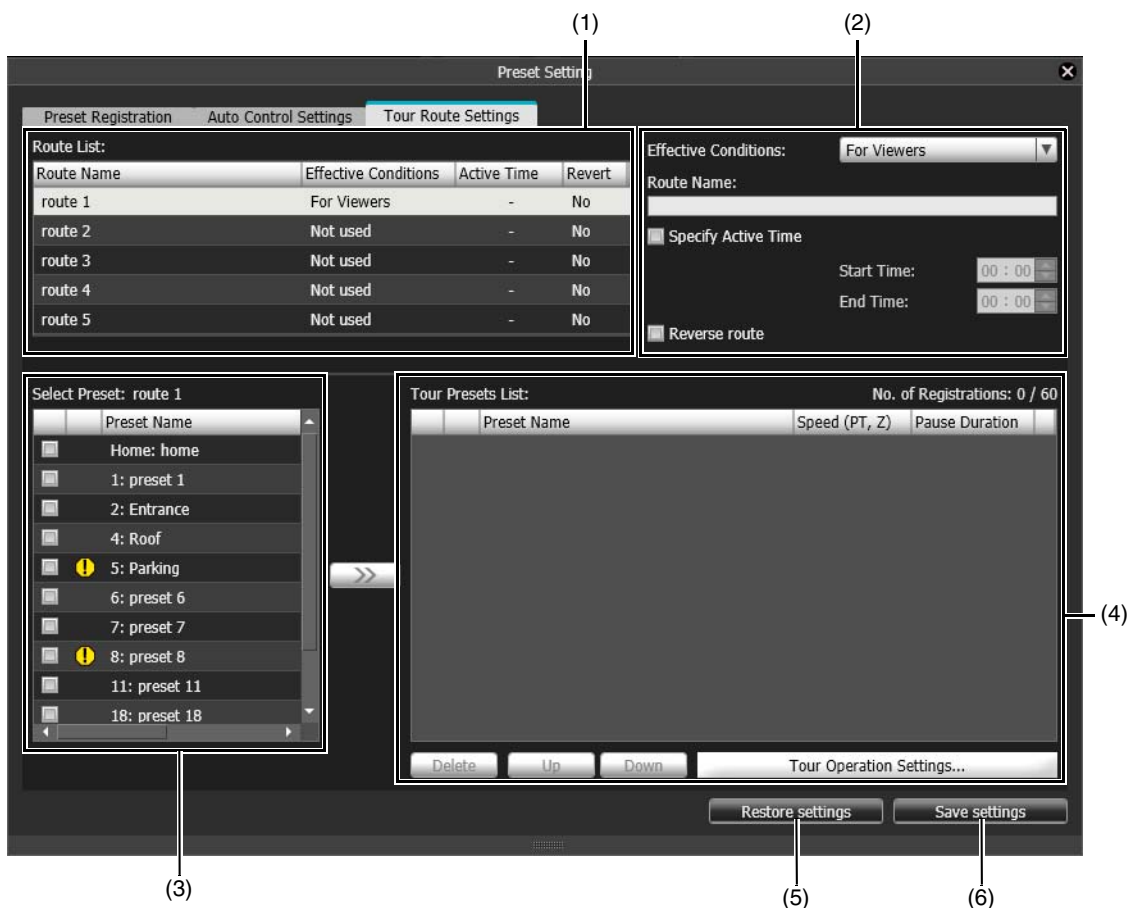 (1) (2)
Preset Setting
Preset Registration Auto Control Settings Tour Route Settings
Route List:
Route Name Effective Conditions Active Time Revert
route 1 For Viewers - No
route 2 Not used - No
route 3 Not used - No
route 4 Not used - No
route 5 Not used - No
Effective Conditions: For Viewers
Route Name:
Specify Active Time
Start Time: 00 : 00
End Time: 00 : 00
Reverse route
Select Preset: route 1
Preset Name
Home: home
1: preset 1
2: Entrance
4: Roof
5: Parking
6: preset 6
7: preset 7
8: preset 8
11: preset 11
18: preset 18
>>
Tour Presets List: No. of Registrations: 0 / 60
Preset Name Speed (PT, Z) Pause Duration
(4)
Delete Up Down Tour Operation Settings...
Restore settings Save settings
(3) (5) (6)